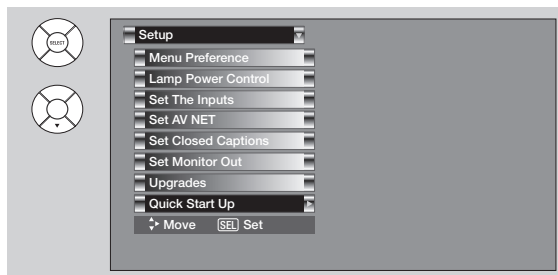 SELECT
Setup
Menu Preference
Lamp Power Control
Set The Inputs
Set AV NET
Set Closed Captions
Set Monitor Out
Upgrades
Quick Start Up
Move SEL Set